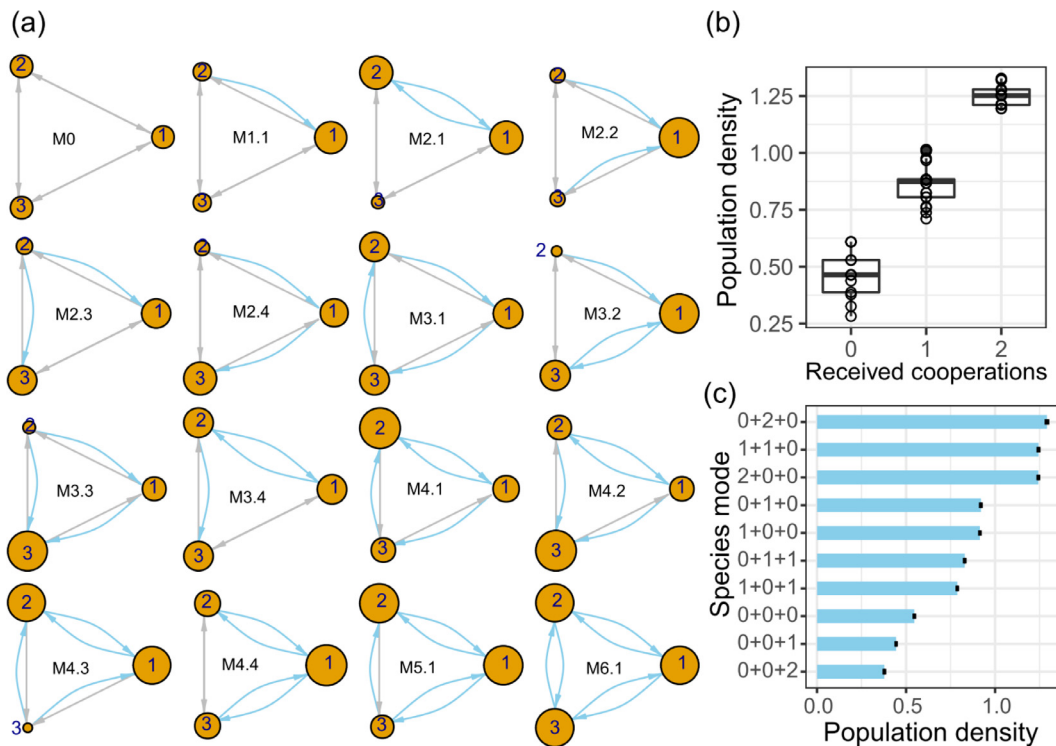 (a)
2
1
3
M0
2
1
3
M1.1
2
1
3
M2.1
2
1
3
M2.2
2
1
3
M2.3
2
1
3
M2.4
2
1
3
M3.1
2
1
3
M3.2
2
1
3
M3.3
2
1
3
M3.4
2
1
3
M4.1
2
1
3
M4.2
2
1
3
M4.3
2
1
3
M4.4
2
1
3
M5.1
2
1
3
M6.1
(b)
Population density
1.25
1.00
0.75
0.50
0.25
0 1 2
Received cooperations
(c)
Species mode
0+2+0
1+1+0
2+0+0
0+1+0
1+0+0
0+1+1
1+0+1
0+0+0
0+0+1
0+0+2
0.0 0.5 1.0
Population density